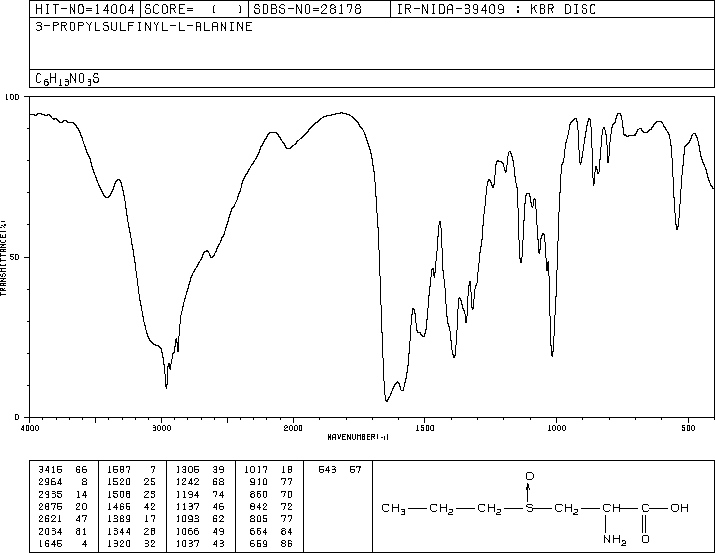 HIT-NO=14004 SCORE= ( ) SDBS-NO=28178 IR-NIDA-39409 : KBR DISC
3-PROPYLSULFINYL-L-ALANINE
C6H13NO3S
100
50
0
TRANSMITTANCE(%)
4000 3000 2000 1500 1000 500
WAVENUMBER(-1)
3415 66 1587 7 1305 39 1017 18 543 57
2964 8 1520 25 1242 68 910 77
2935 14 1508 25 1194 74 860 70
2875 20 1465 42 1137 46 842 72
2621 47 1389 17 1093 62 805 77
2034 81 1344 28 1066 49 664 84
1645 4 1320 32 1037 43 659 86
O
CH3 CH2 CH2 S CH2 CH C OH
NH2 O